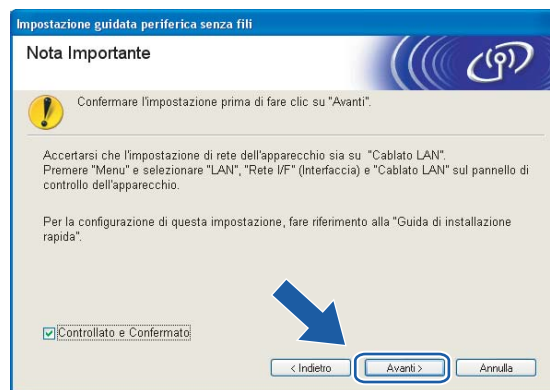 Impostazione guidata periferica senza fili
Nota Importante
Confermare l'impostazione prima di fare clic su "Avanti".
Accertarsi che l'impostazione di rete dell'apparecchio sia su "Cablato LAN".
Premere "Menu" e selezionare "LAN", "Rete I/F" (Interfaccia) e "Cablato LAN" sul pannello di
controllo dell'apparecchio.
Per la configurazione di questa impostazione, fare riferimento alla "Guida di installazione
rapida".
Controllato e Confermato
< Indietro Avanti > Annulla